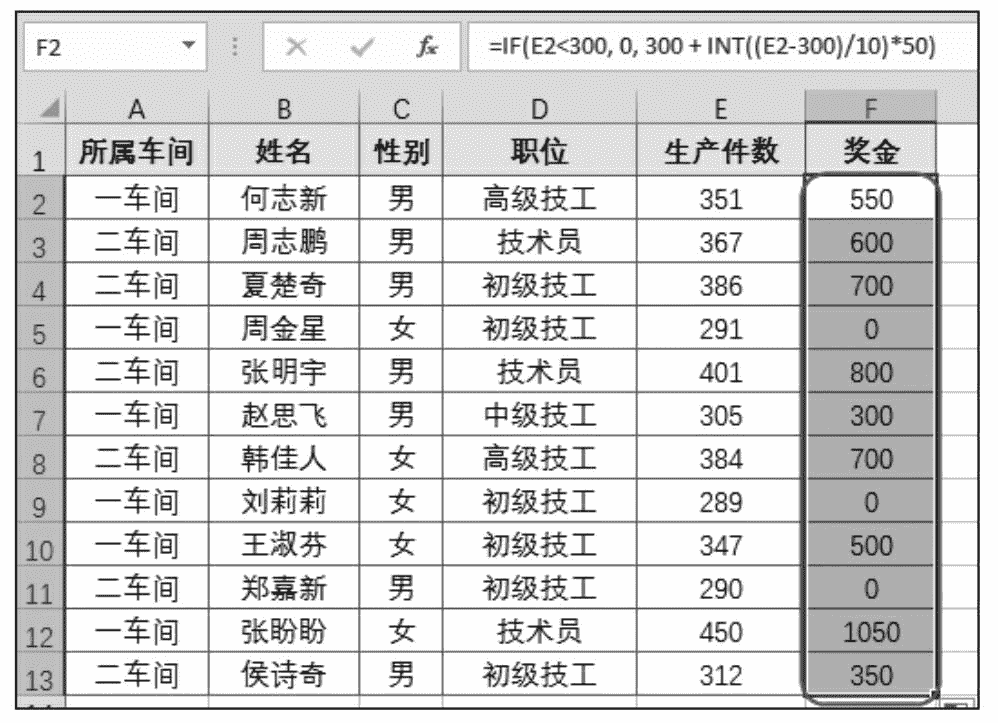 F2 fx =IF(E2<300, 0, 300 + INT((E2-300)/10)*50)
A B C D E F
1 所属车间 姓名 性别 职位 生产件数 奖金
2 一车间 何志新 男 高级技工 351 550
3 二车间 周志鹏 男 技术员 367 600
4 二车间 夏楚奇 男 初级技工 386 700
5 一车间 周金星 女 初级技工 291 0
6 二车间 张明宇 男 技术员 401 800
7 一车间 赵思飞 男 中级技工 305 300
8 二车间 韩佳人 女 高级技工 384 700
9 一车间 刘莉莉 女 初级技工 289 0
10 一车间 王淑芬 女 初级技工 347 500
11 二车间 郑嘉新 男 初级技工 290 0
12 一车间 张盼盼 女 技术员 450 1050
13 二车间 侯诗奇 男 初级技工 312 350